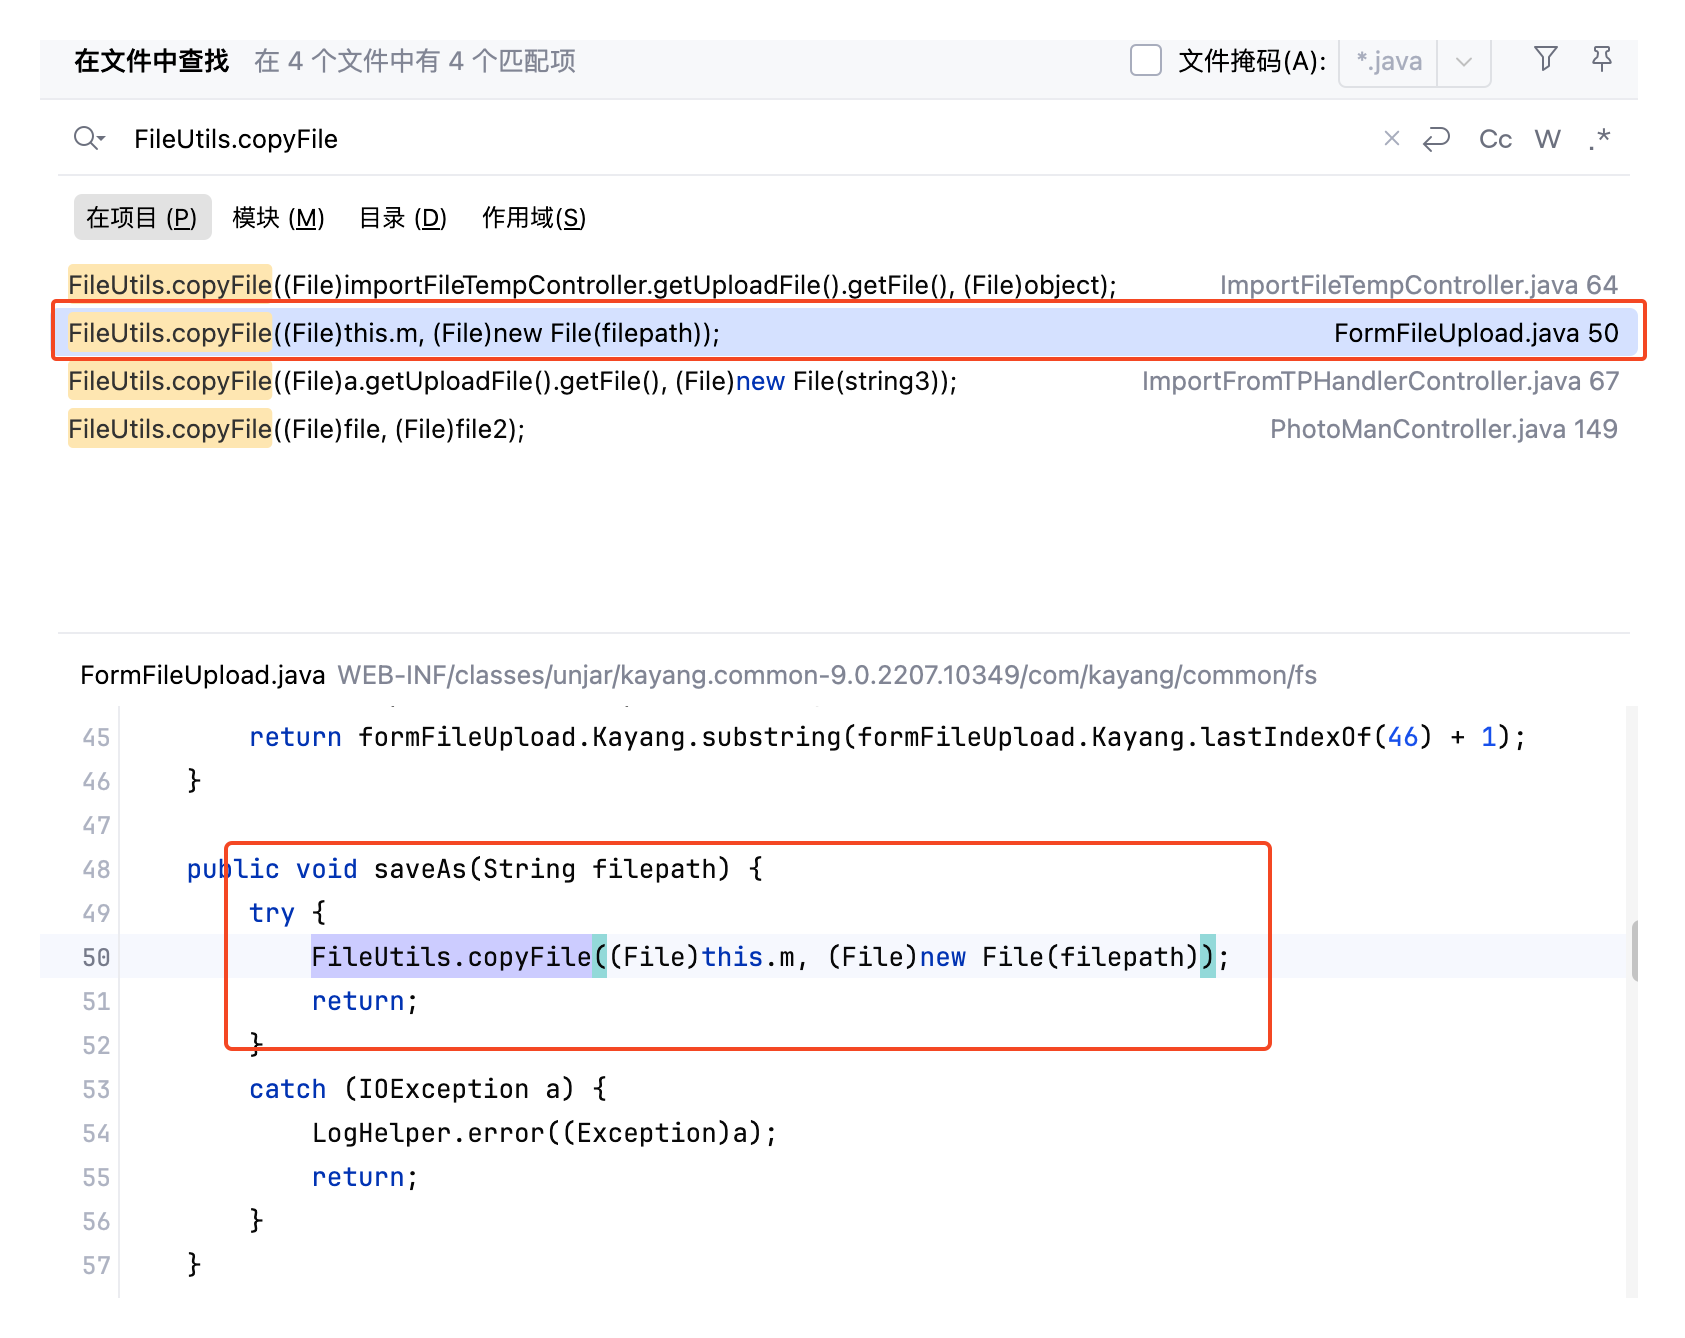 在文件中查找 在 4 个文件中有 4 个匹配项 文件掩码(A): *.java
FileUtils.copyFile Cc W .*
在项目 (P) 模块 (M) 目录 (D) 作用域(S)
FileUtils.copyFile((File)importFileTempController.getUploadFile().getFile(), (File)object); ImportFileTempController.java 64
FileUtils.copyFile((File)this.m, (File)new File(filepath)); FormFileUpload.java 50
FileUtils.copyFile((File)a.getUploadFile().getFile(), (File)new File(string3)); ImportFromTPHandlerController.java 67
FileUtils.copyFile((File)file, (File)file2); PhotoManController.java 149
FormFileUpload.java WEB-INF/classes/unjar/kayang.common-9.0.2207.10349/com/kayang/common/fs
45 return formFileUpload.Kayang.substring(formFileUpload.Kayang.lastIndexOf(46) + 1);
46 }
47
48 public void saveAs(String filepath) {
49 try {
50 FileUtils.copyFile((File)this.m, (File)new File(filepath));
51 return;
52 }
53 catch (IOException a) {
54 LogHelper.error((Exception)a);
55 return;
56 }
57 }